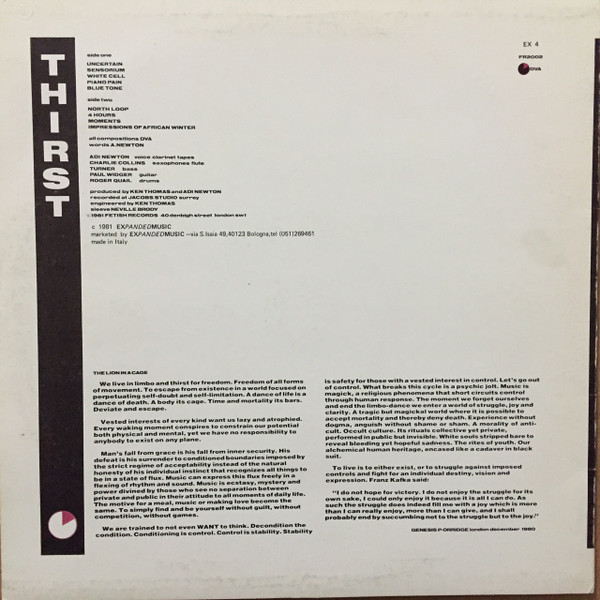 THIRST
side one
UNCERTAIN
SENSORIUM
WHITE CELL
PIANO PAIN
BLUE TONE
side two
NORTH LOOP
4 HOURS
MOMENTS
IMPRESSIONS OF AFRICAN WINTER
all compositions DVA
words A.NEWTON
ADI NEWTON voice clarinet tapes
CHARLIE COLLINS saxophones flute
TURNER bass
PAUL WIDGER guitar
ROGER QUAIL drums
produced by KEN THOMAS and ADI NEWTON
recorded at JACOBS STUDIO surrey
engineered by KEN THOMAS
sleeve NEVILLE BRODY
1981 FETISH RECORDS 40 denbigh street london sw1
c 1981 EXPANDEDMUSIC
marketed by EXPANDEDMUSIC –via S.Isaia 49,40123 Bologna,tel (051)269461
made in Italy
EX 4
FR2002
DVA
THE LION IN A CAGE
We live in limbo and thirst for freedom. Freedom of all forms
of movement. To escape from existence in a world focused on
perpetuating self-doubt and self-limitation. A dance of life is a
dance of death. A body its cage. Time and mortality its bars.
Deviate and escape.
Vested interests of every kind want us lazy and atrophied.
Every waking moment conspires to constrain our potential
both physical and mental, yet we have no responsibility to
anybody to exist on any plane.
Man's fall from grace is his fall from inner security. His
defeat is his surrender to conditioned boundaries imposed by
the strict regime of acceptability instead of the natural
honesty of his individual instinct that recognizes all things to
be in a state of flux. Music can express this flux freely in a
flexing of rhythm and sound. Music is ecstasy, mystery and
power divined by those who see no separation between
private and public in their attitude to all moments of daily life.
The motive for a meal, music or making love become the
same. To simply find and be yourself without guilt, without
competition, without games.
We are trained to not even WANT to think. Decondition the
condition. Conditioning is control. Control is stability. Stability
is safety for those with a vested interest in control. Let's go out
of control. What breaks this cycle is a psychic jolt. Music is
magick, a religious phenomena that short circuits control
through human response. The moment we forget ourselves
and end the limbo-dance we enter a world of struggle, joy and
clarity. A tragic but magickal world where it is possible to
accept mortality and thereby deny death. Experience without
dogma, anguish without shame or sham. A morality of anti-
cult. Occult culture. Its rituals collective yet private,
performed in public but invisible. White souls stripped bare to
reveal bleeding yet hopeful sadness. The rites of youth. Our
alchemical human heritage, encased like a cadaver in black
suit.
To live is to either exist, or to struggle against imposed
controls and fight for an individual destiny, vision and
expression. Franz Kafka said:
"I do not hope for victory. I do not enjoy the struggle for its
own sake, I could only enjoy it because it is all I can do. As
such the struggle does indeed fill me with a joy which is more
than I can really enjoy, more than I can give, and I shall
probably end by succumbing not to the struggle but to the joy."
GENESIS P-ORRIDGE london december 1980